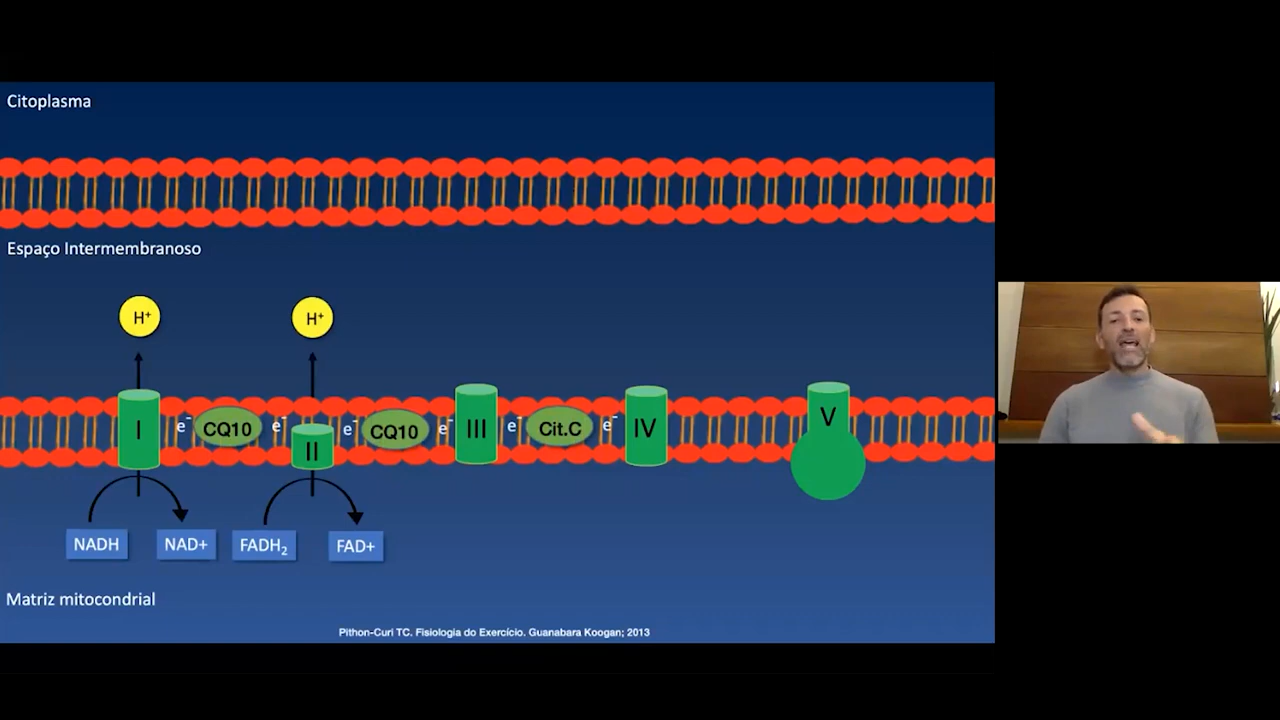 Citoplasma
Espaço Intermembranoso
H⁺
H⁺
I
e⁻
CQ10
e⁻
II
e⁻
CQ10
e⁻
III
e⁻
Cit.C
e⁻
IV
V
NADH
NAD+
FADH₂
FAD+
Matriz mitocondrial
Pithon-Curi TC. Fisiologia do Exercício. Guanabara Koogan; 2013